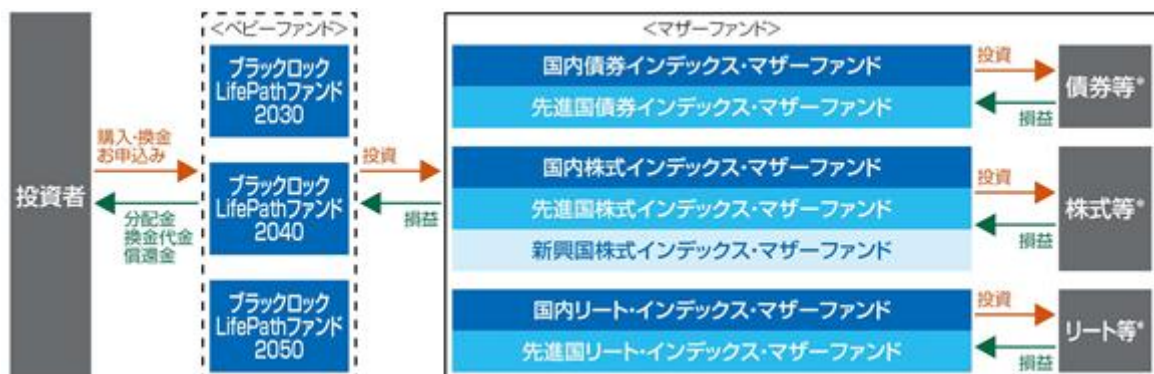 <ベビーファンド>
<マザーファンド>
投資者
購入・換金
お申込み
分配金
換金代金
償還金
ブラックロック
LifePathファンド
2030
ブラックロック
LifePathファンド
2040
ブラックロック
LifePathファンド
2050
投資
損益
国内債券インデックス・マザーファンド
先進国債券インデックス・マザーファンド
投資
損益
債券等*
国内株式インデックス・マザーファンド
先進国株式インデックス・マザーファンド
新興国株式インデックス・マザーファンド
投資
損益
株式等*
国内リート・インデックス・マザーファンド
先進国リート・インデックス・マザーファンド
投資
損益
リート等*